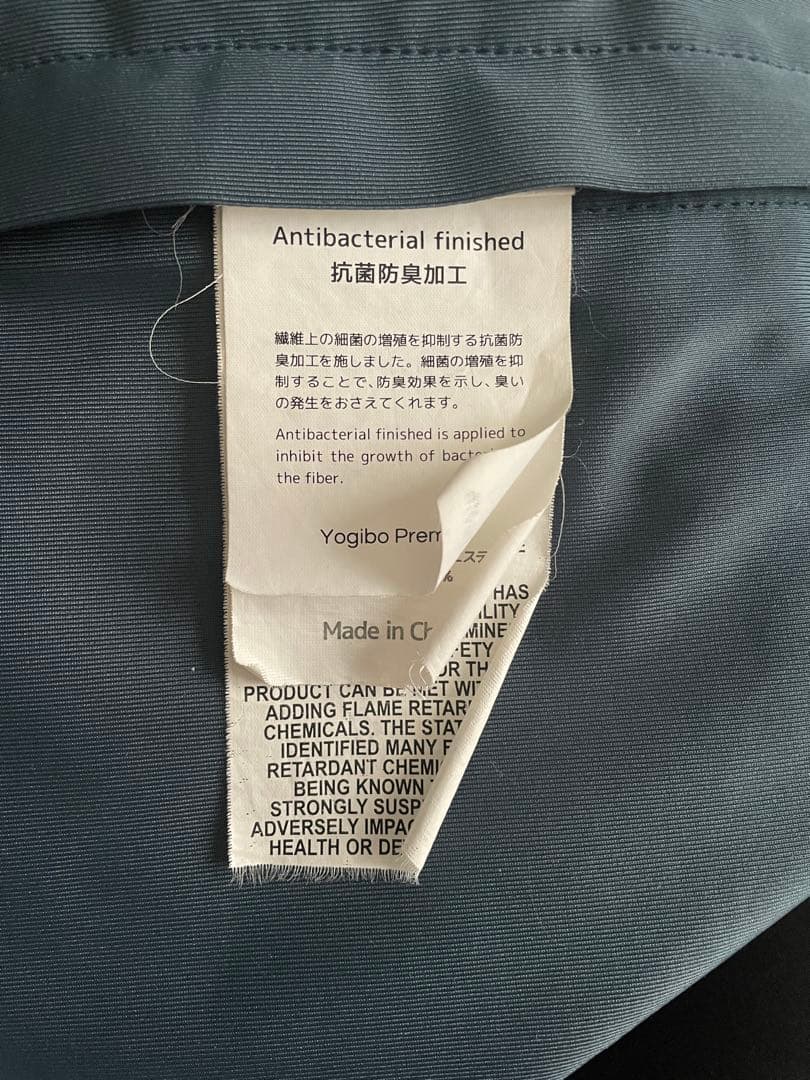 Antibacterial finished
抗菌防臭加工
繊維上の細菌の増殖を抑制する抗菌防
臭加工を施しました。細菌の増殖を抑
制することで、防臭効果を示し、臭い
の発生をおさえてくれます。
Antibacterial finished is applied to
inhibit the growth of
the fiber.
Yogibo
%
HAS
Made in
PRODUCT CAN BE MET
ADDING FLAME
CHEMICALS. THE
IDENTIFIED MANY
RETARDANT
BEING KNOWN
STRONGLY
ADVERSELY
HEALTH OR